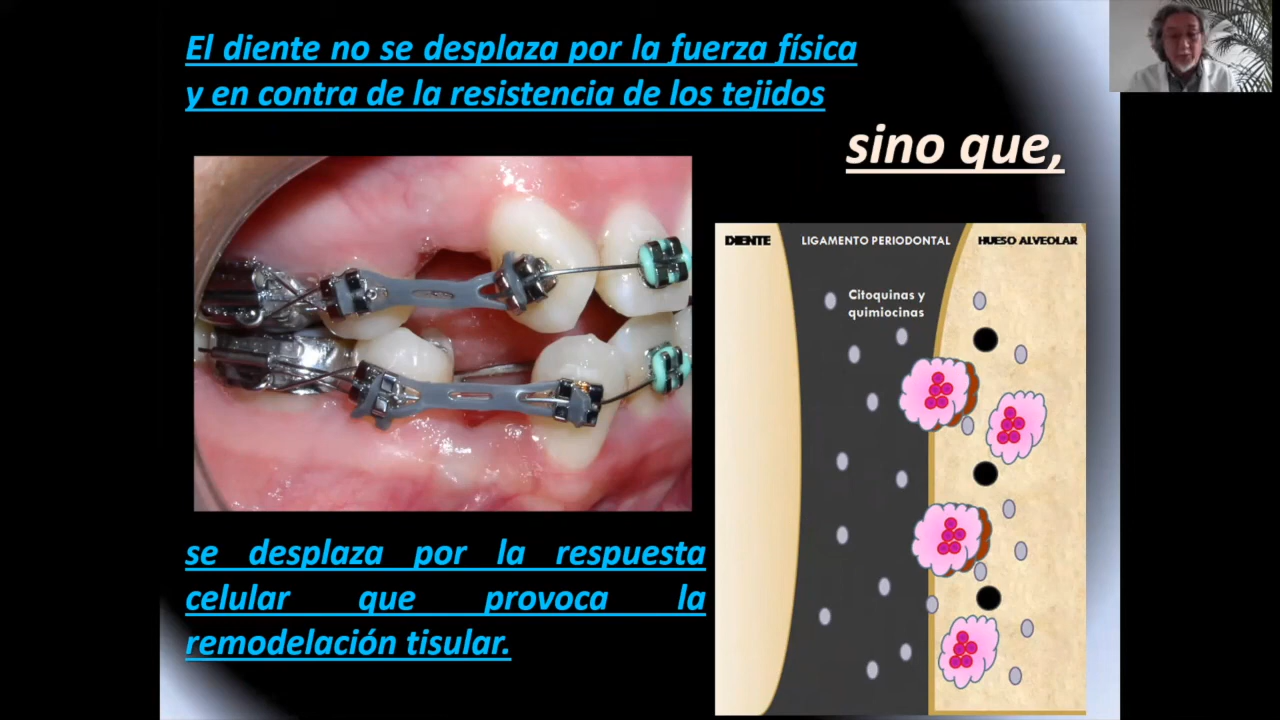 El diente no se desplaza por la fuerza física
y en contra de la resistencia de los tejidos
sino que,
DIENTE
LIGAMENTO PERIODONTAL
HUESO ALVEOLAR
Citoquinas y
quimiocinas
se desplaza por la respuesta
celular que provoca la
remodelación tisular.